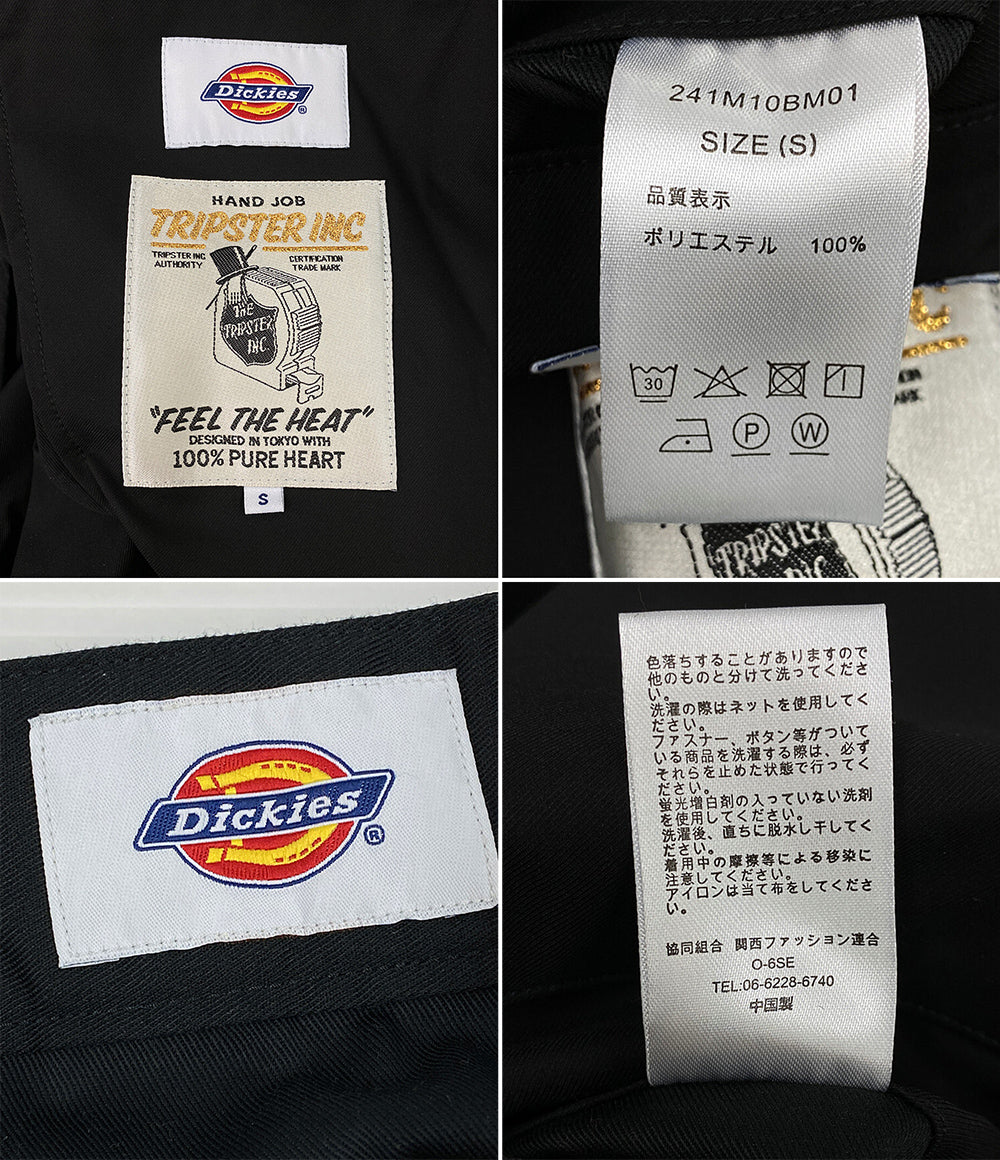 Dickies
®
HAND JOB
TRIPSTER INC
TRIPSTER INC
AUTHORITY
CERTIFICATION
TRADE MARK
THE
TRIPSTER
INC.
"FEEL THE HEAT"
DESIGNED IN TOKYO WITH
100% PURE HEART
S
241M10BM01
SIZE (S)
品質表示
ポリエステル 100%
30
P W
TRIPSTER
INC
Dickies
®
色落ちすることがありますので
他のものと分けて洗ってくださ
い。
洗濯の際はネットを使用してく
ださい。
ファスナー、ボタン等がついて
いる商品を洗濯する際は、必ず
それらを止めた状態で行ってく
ださい。
蛍光増白剤の入っていない洗剤
を使用してください。
洗濯後、直ちに脱水し干してく
ださい。
着用中の摩擦等による移染に
注意してください。
アイロンは当て布をしてくださ
い。
協同組合 関西ファッション連合
O-6SE
TEL:06-6228-6740
中国製